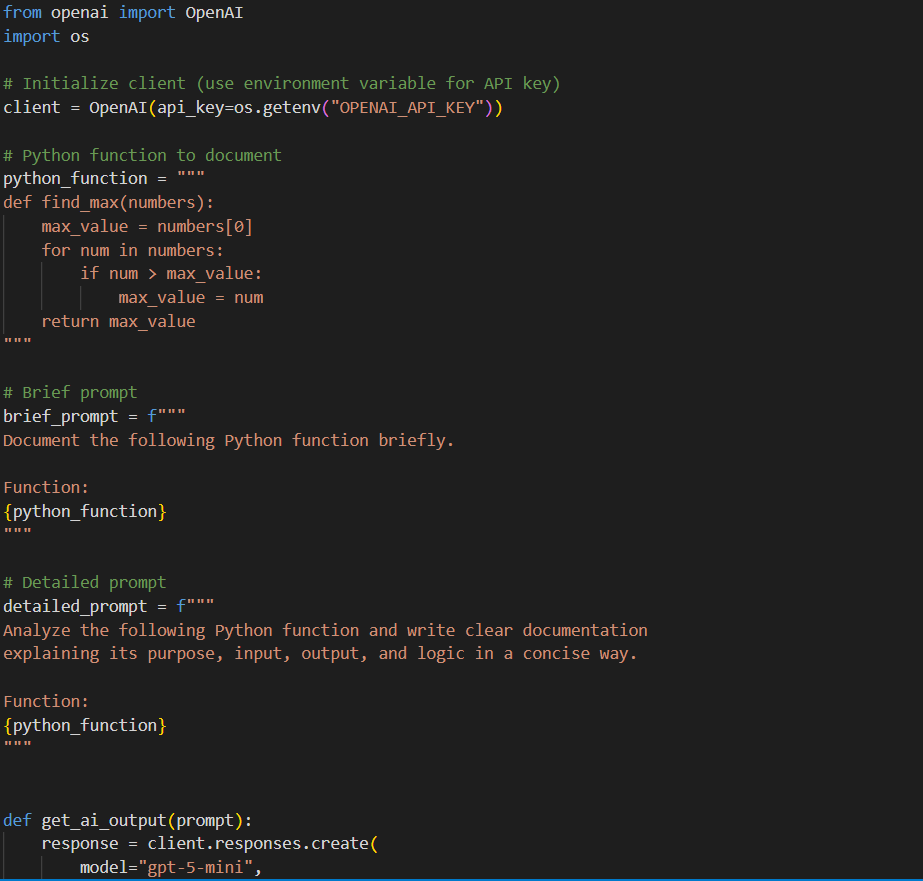 from openai import OpenAI
import os
# Initialize client (use environment variable for API key)
client = OpenAI(api_key=os.getenv("OPENAI_API_KEY"))
# Python function to document
python_function = """
def find_max(numbers):
    max_value = numbers[0]
    for num in numbers:
        if num > max_value:
            max_value = num
    return max_value
"""
# Brief prompt
brief_prompt = f"""
Document the following Python function briefly.
Function:
{python_function}
"""
# Detailed prompt
detailed_prompt = f"""
Analyze the following Python function and write clear documentation
explaining its purpose, input, output, and logic in a concise way.
Function:
{python_function}
"""
def get_ai_output(prompt):
    response = client.responses.create(
        model="gpt-5-mini",